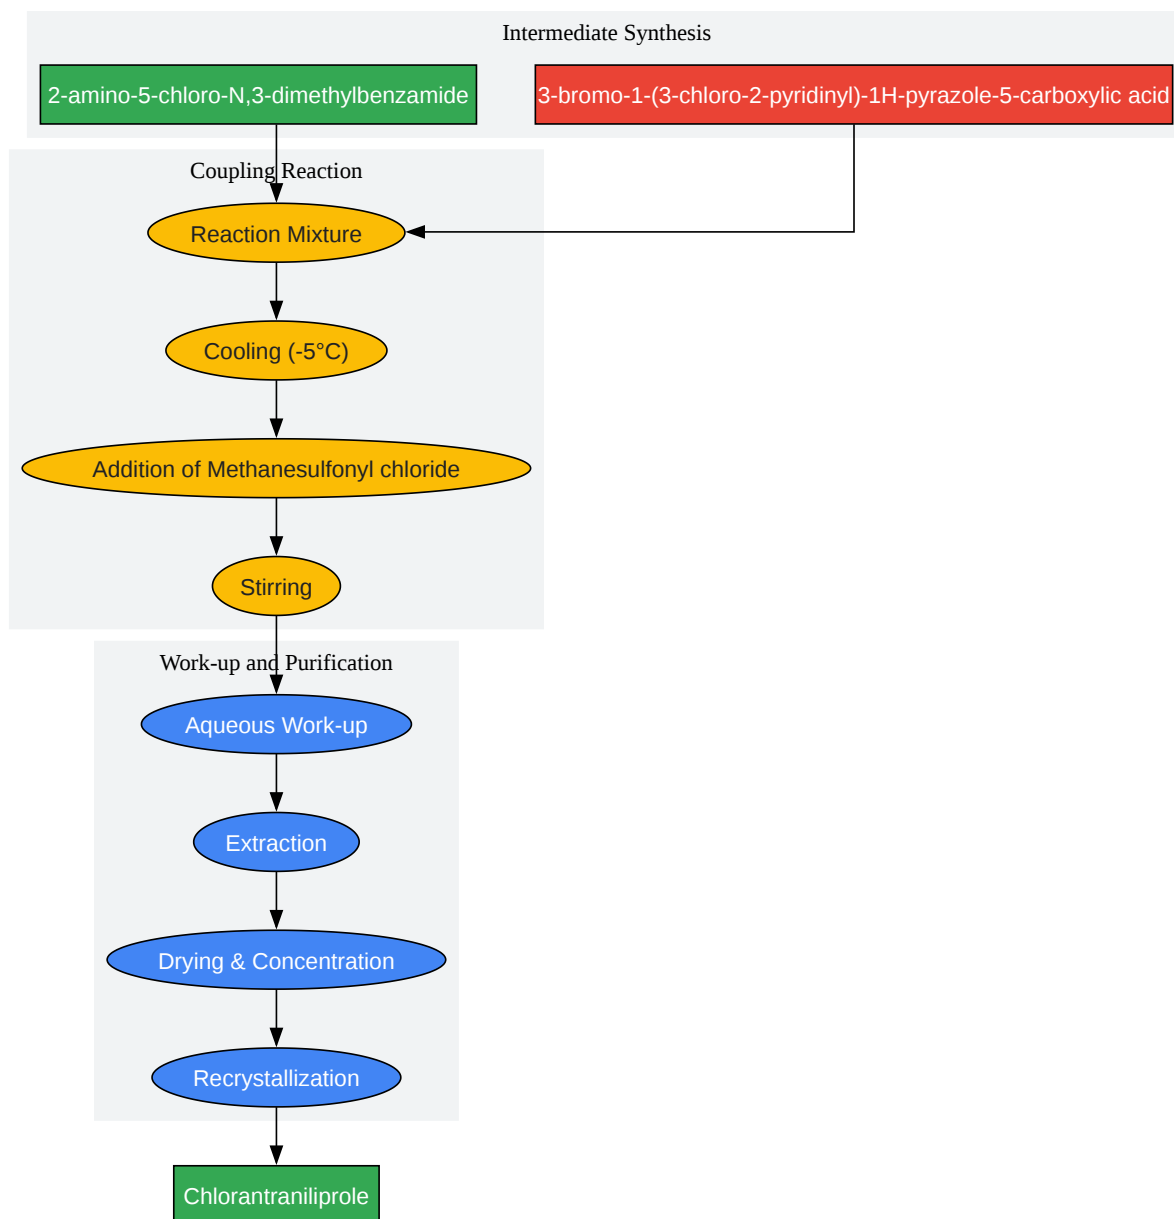 Intermediate Synthesis
2-amino-5-chloro-N,3-dimethylbenzamide
3-bromo-1-(3-chloro-2-pyridinyl)-1H-pyrazole-5-carboxylic acid
Coupling Reaction
Reaction Mixture
Cooling (-5°C)
Addition of Methanesulfonyl chloride
Stirring
Work-up and Purification
Aqueous Work-up
Extraction
Drying & Concentration
Recrystallization
Chlorantraniliprole